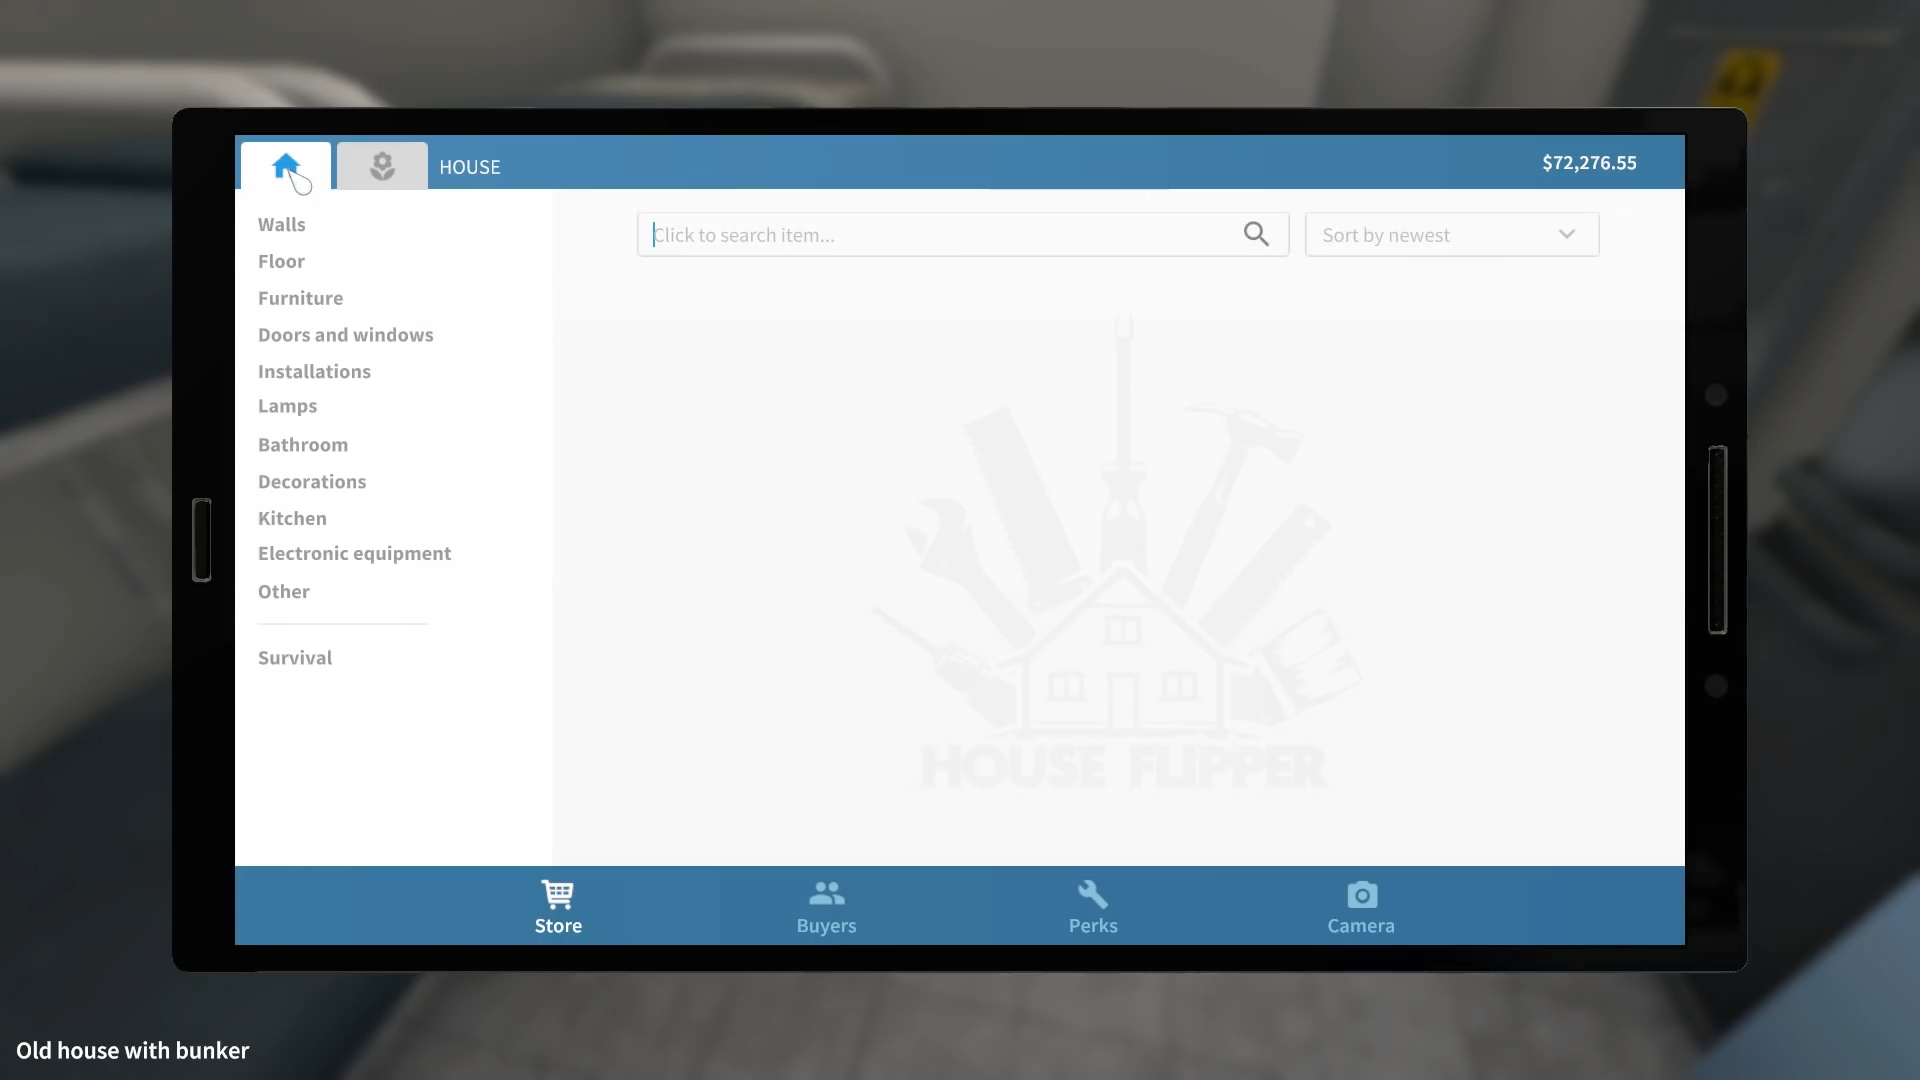 HOUSE
$72,276.55
Walls
Floor
Furniture
Doors and windows
Installations
Lamps
Bathroom
Decorations
Kitchen
Electronic equipment
Other
Survival
Click to search item...
Sort by newest
HOUSE FLIPPER
Store
Buyers
Perks
Camera
Old house with bunker